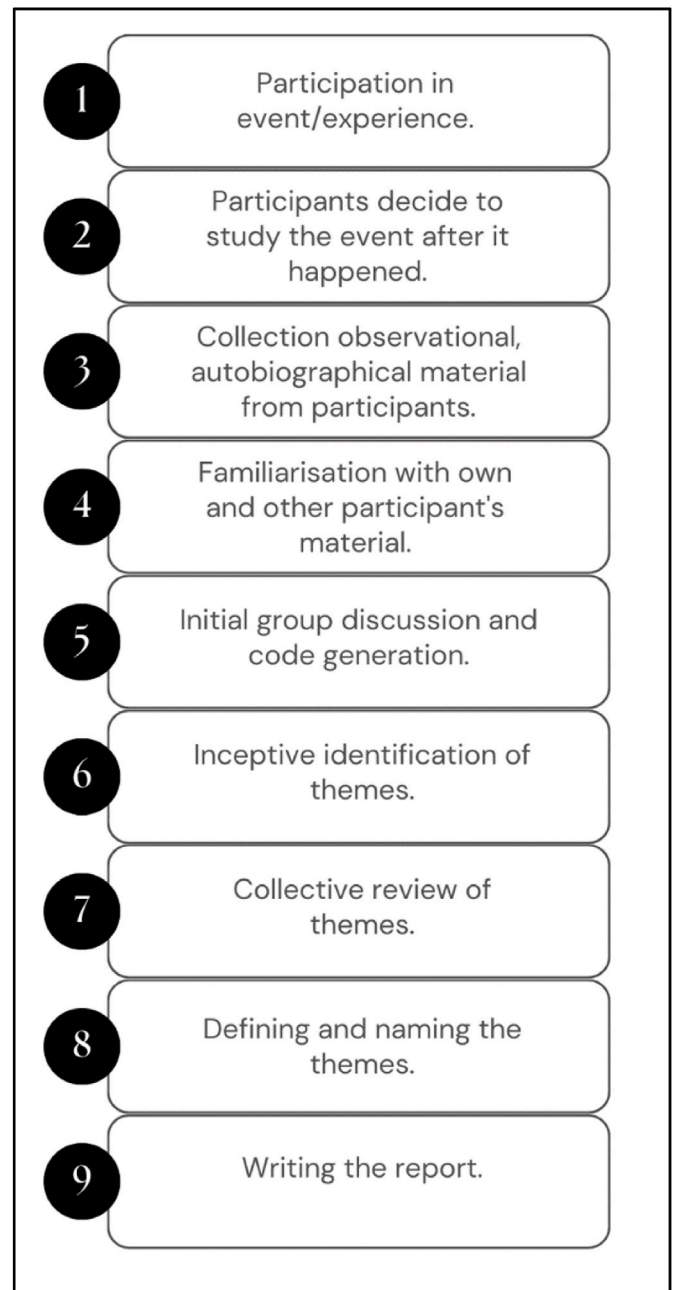 1
Participation in
event/experience.
2
Participants decide to
study the event after it
happened.
3
Collection observational,
autobiographical material
from participants.
4
Familiarisation with own
and other participant's
material.
5
Initial group discussion and
code generation.
6
Inceptive identification of
themes.
7
Collective review of
themes.
8
Defining and naming the
themes.
9
Writing the report.